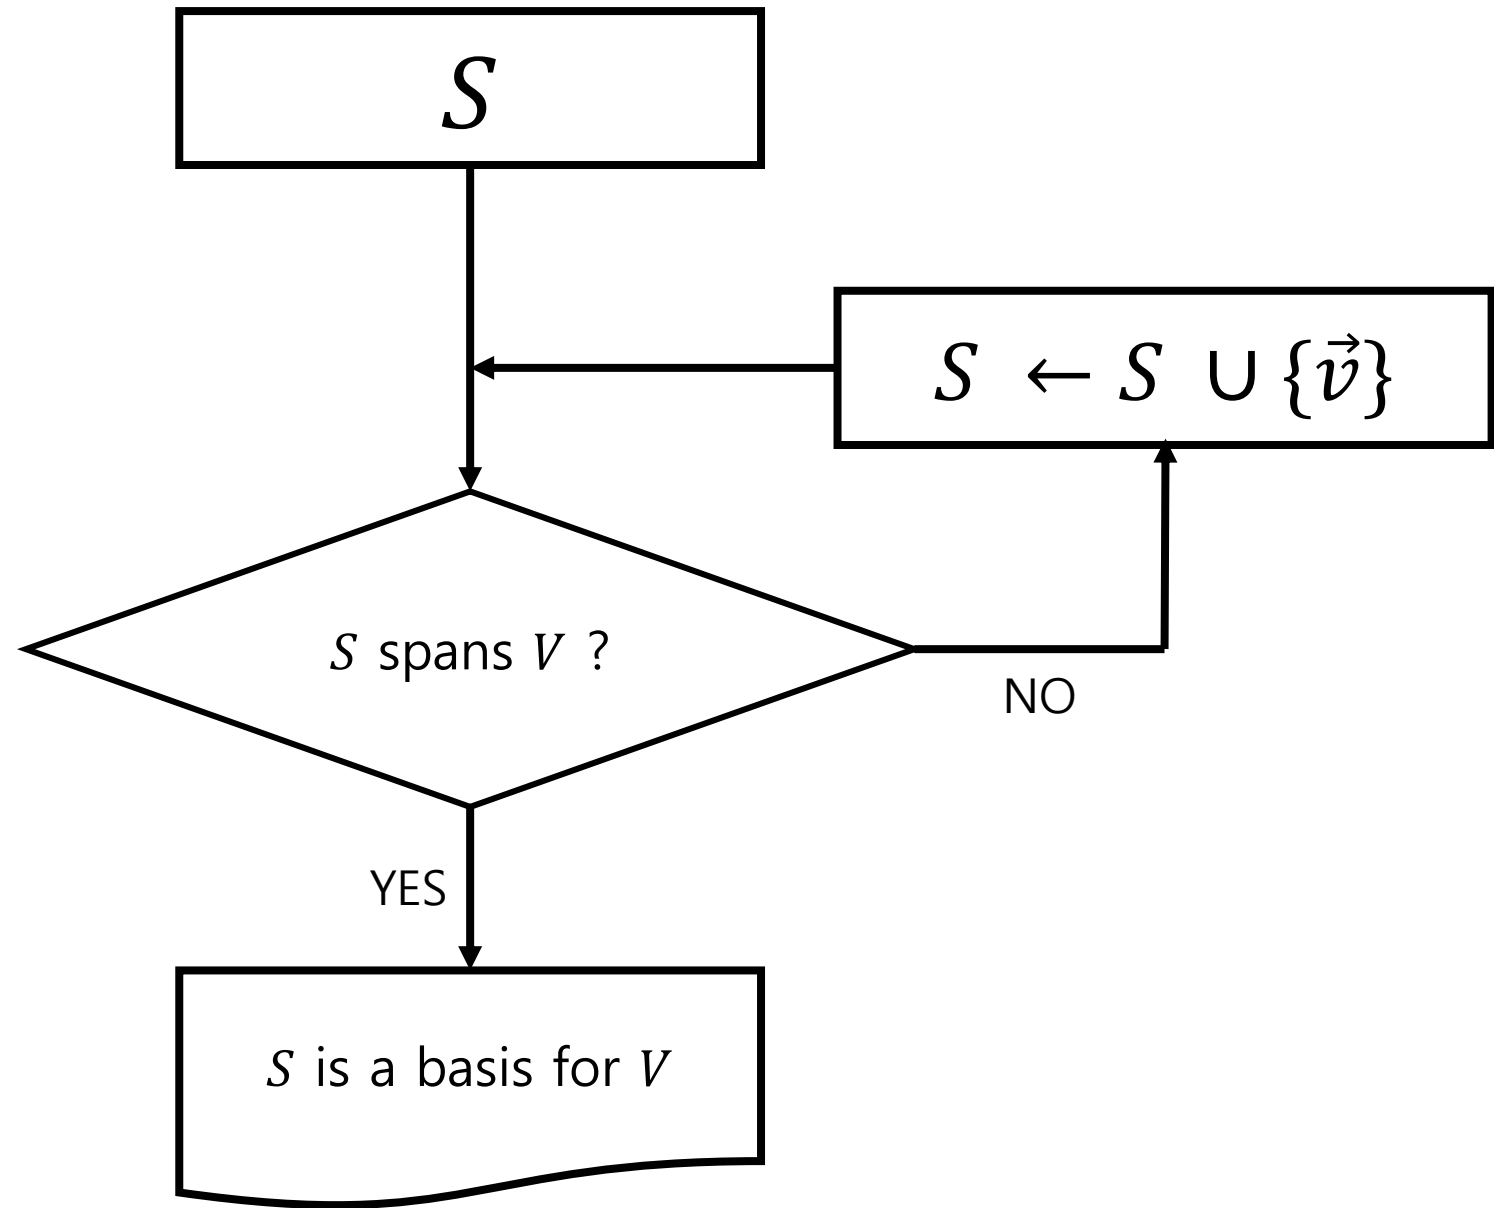 S
S ← S ∪ {v⃗}
S spans V ?
NO
YES
S is a basis for V